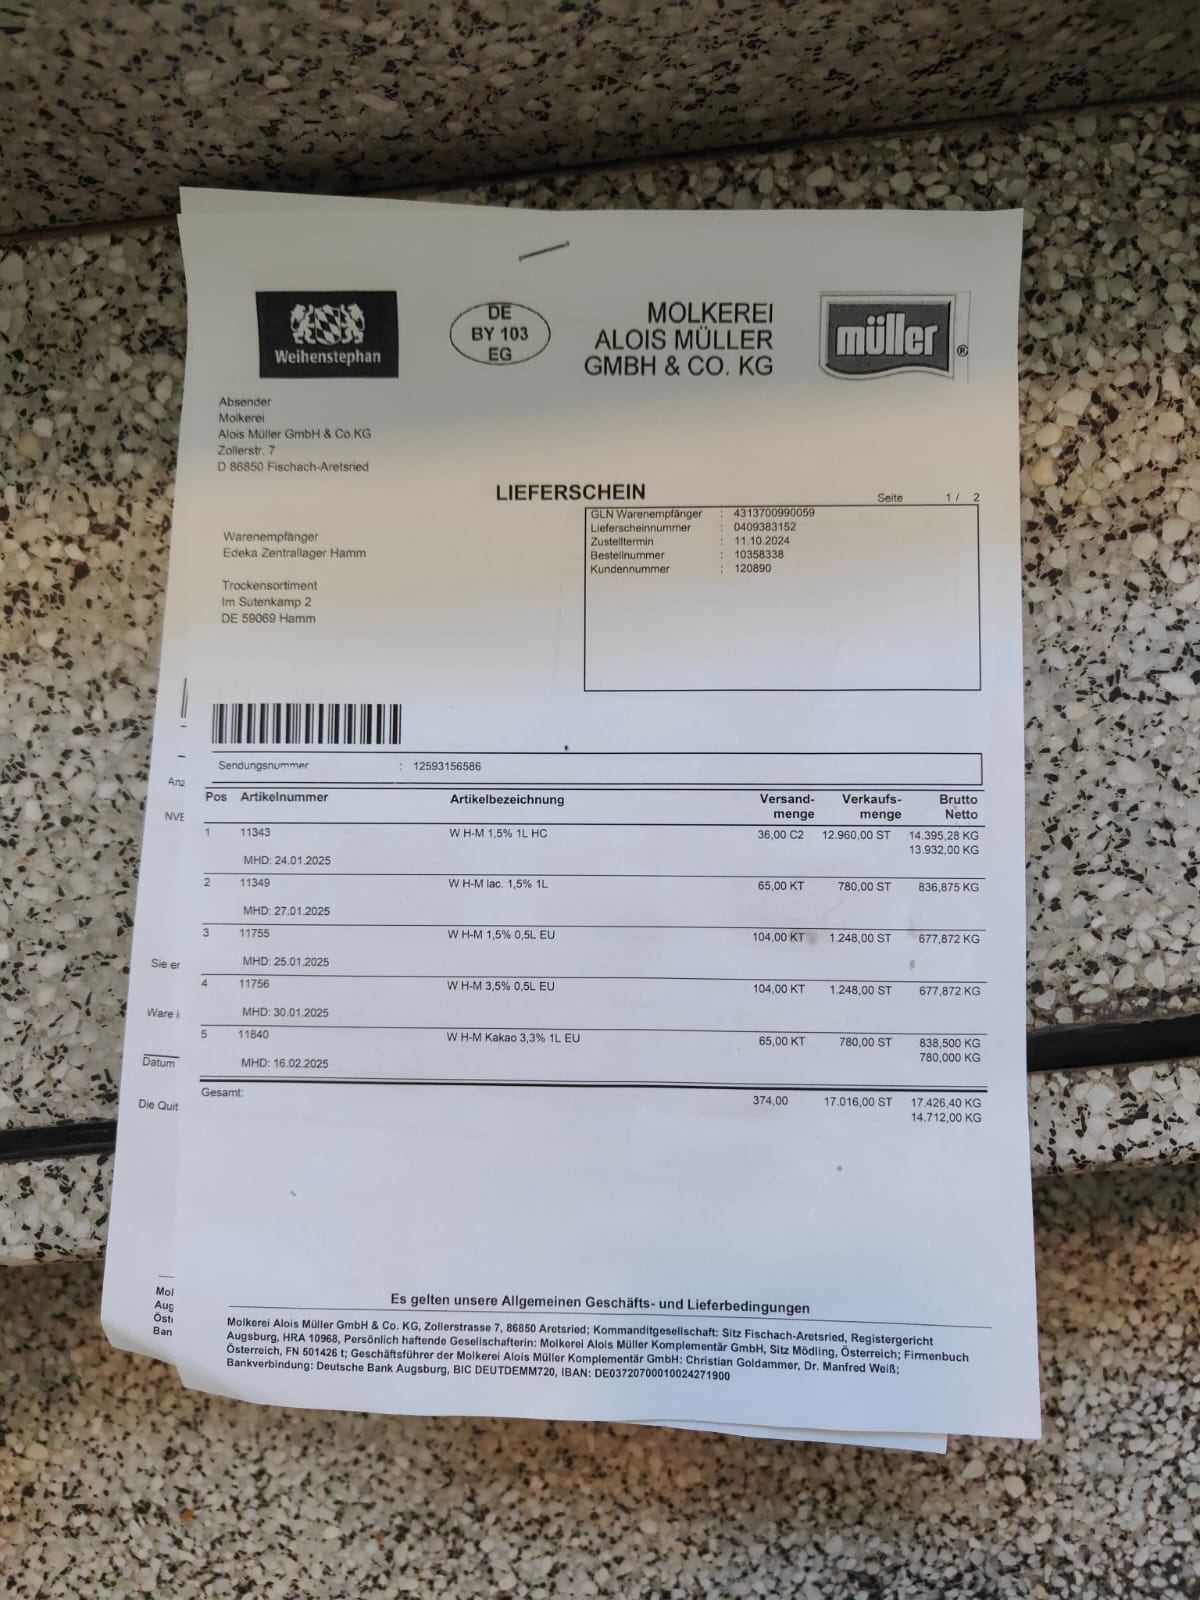 Weihenstephan
DE
BY 103
EG
MOLKEREI
ALOIS MÜLLER
GMBH & CO. KG
müller ®
Absender
Molkerei
Alois Müller GmbH & Co.KG
Zollerstr. 7
D 86850 Fischach-Aretsried
LIEFERSCHEIN
Seite 1 / 2
GLN Warenempfänger : 4313700990059
Lieferscheinnummer : 0409383152
Zustelltermin : 11.10.2024
Bestellnummer : 10358338
Kundennummer : 120890
Warenempfänger
Edeka Zentrallager Hamm
Trockensortiment
Im Sutenkamp 2
DE 59069 Hamm
Sendungsnummer : 12593156586
Pos Artikelnummer Artikelbezeichnung Versand- Verkaufs- Brutto
menge menge Netto
1 11343 W H-M 1,5% 1L HC 36,00 C2 12.960,00 ST 14.395,28 KG
13.932,00 KG
MHD: 24.01.2025
2 11349 W H-M lac. 1,5% 1L 65,00 KT 780,00 ST 836,875 KG
MHD: 27.01.2025
3 11755 W H-M 1,5% 0,5L EU 104,00 KT 1.248,00 ST 677,872 KG
MHD: 25.01.2025
4 11756 W H-M 3,5% 0,5L EU 104,00 KT 1.248,00 ST 677,872 KG
MHD: 30.01.2025
5 11840 W H-M Kakao 3,3% 1L EU 65,00 KT 780,00 ST 838,500 KG
780,000 KG
MHD: 16.02.2025
Gesamt: 374,00 17.016,00 ST 17.426,40 KG
14.712,00 KG
Es gelten unsere Allgemeinen Geschäfts- und Lieferbedingungen
Molkerei Alois Müller GmbH & Co. KG, Zollerstrasse 7, 86850 Aretsried; Kommanditgesellschaft: Sitz Fischach-Aretsried, Registergericht
Augsburg, HRA 10968, Persönlich haftende Gesellschafterin: Molkerei Alois Müller Komplementär GmbH, Sitz Mödling, Österreich; Firmenbuch
Österreich, FN 501426 t; Geschäftsführer der Molkerei Alois Müller Komplementär GmbH: Christian Goldammer, Dr. Manfred Weiß;
Bankverbindung: Deutsche Bank Augsburg, BIC DEUTDEMM720, IBAN: DE03720700010024271900
Anz
NVE
Sie er
Ware i
Datum
Die Quit
Mol
Aug
Öst
Ban